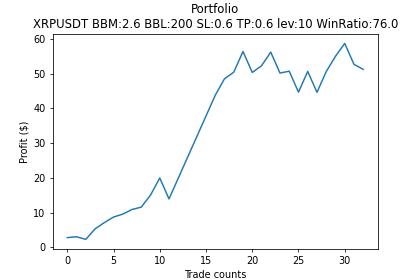 Portfolio
XRPUSDT BBM:2.6 BBL:200 SL:0.6 TP:0.6 lev:10 WinRatio:76.0
60
50
40
30
20
10
0
Profit ($)
0 5 10 15 20 25 30
Trade counts